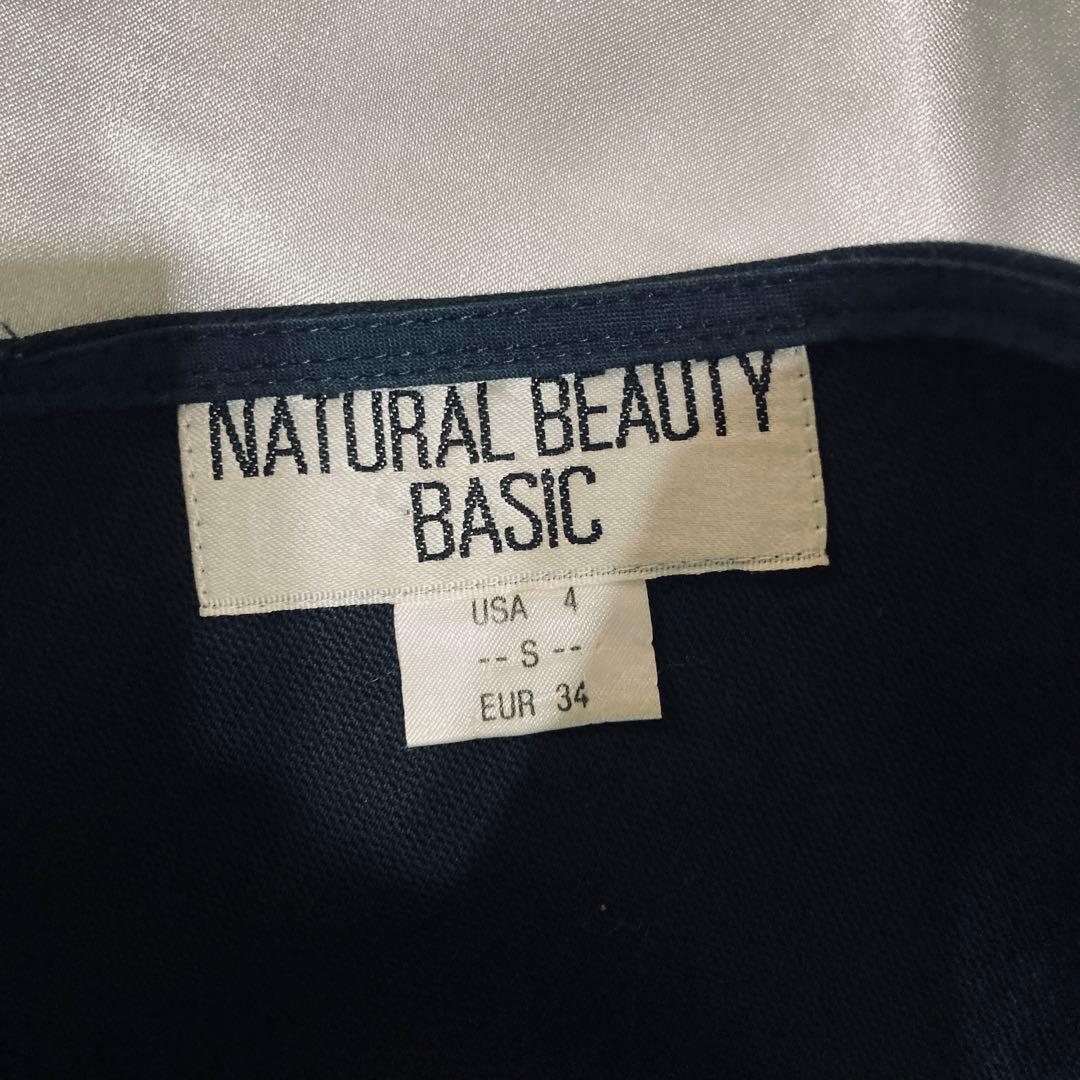 NATURAL BEAUTY
BASIC
USA 4
-- S --
EUR 34